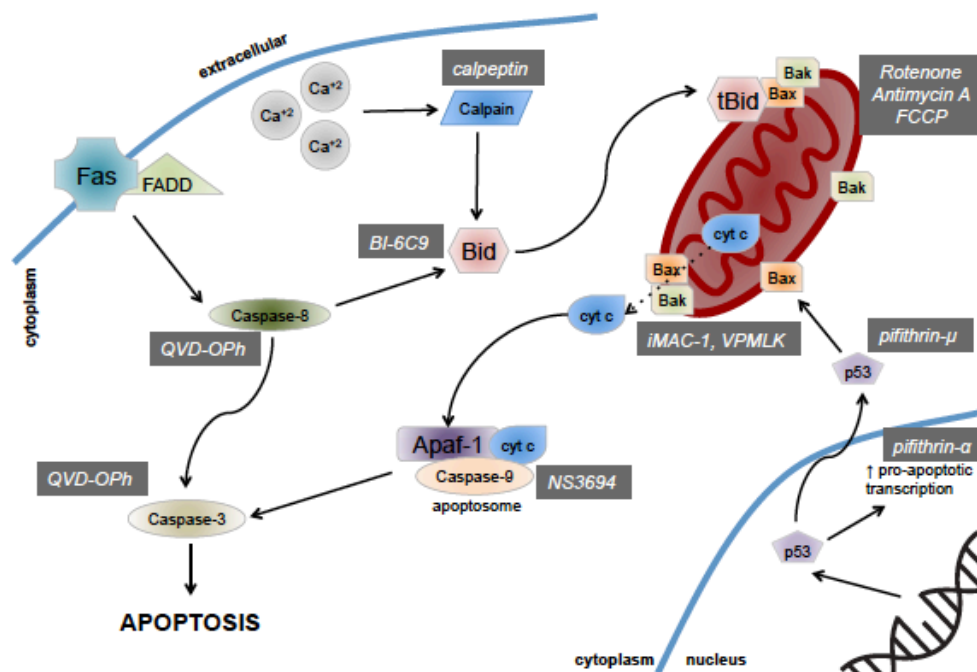 extracellular
cytoplasm
Fas
FADD
Ca+2
Ca+2
Ca+2
calpeptin
Calpain
BI-6C9
Bid
tBid
Bak
Bax
Rotenone
Antimycin A
FCCP
Bak
cyt c
Bax
Bak
Bax
cyt c
iMAC-1, VPMLK
Caspase-8
QVD-OPh
pifithrin-μ
p53
Apaf-1
cyt c
Caspase-9
apoptosome
NS3694
QVD-OPh
Caspase-3
APOPTOSIS
pifithrin-α
↑ pro-apoptotic
transcription
p53
cytoplasm
nucleus